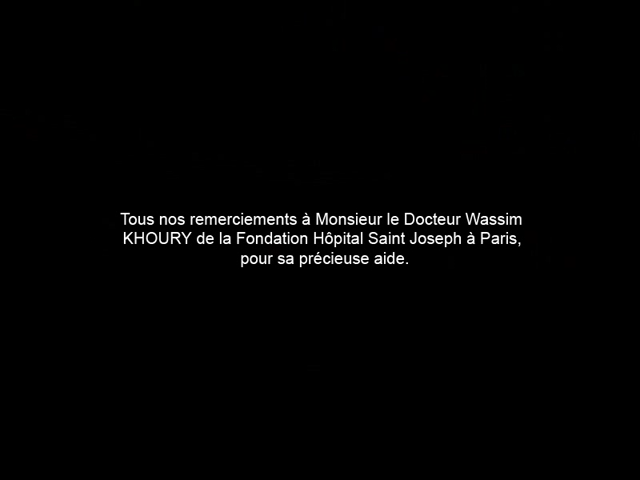 Tous nos remerciements à Monsieur le Docteur Wassim
KHOURY de la Fondation Hôpital Saint Joseph à Paris,
pour sa précieuse aide.